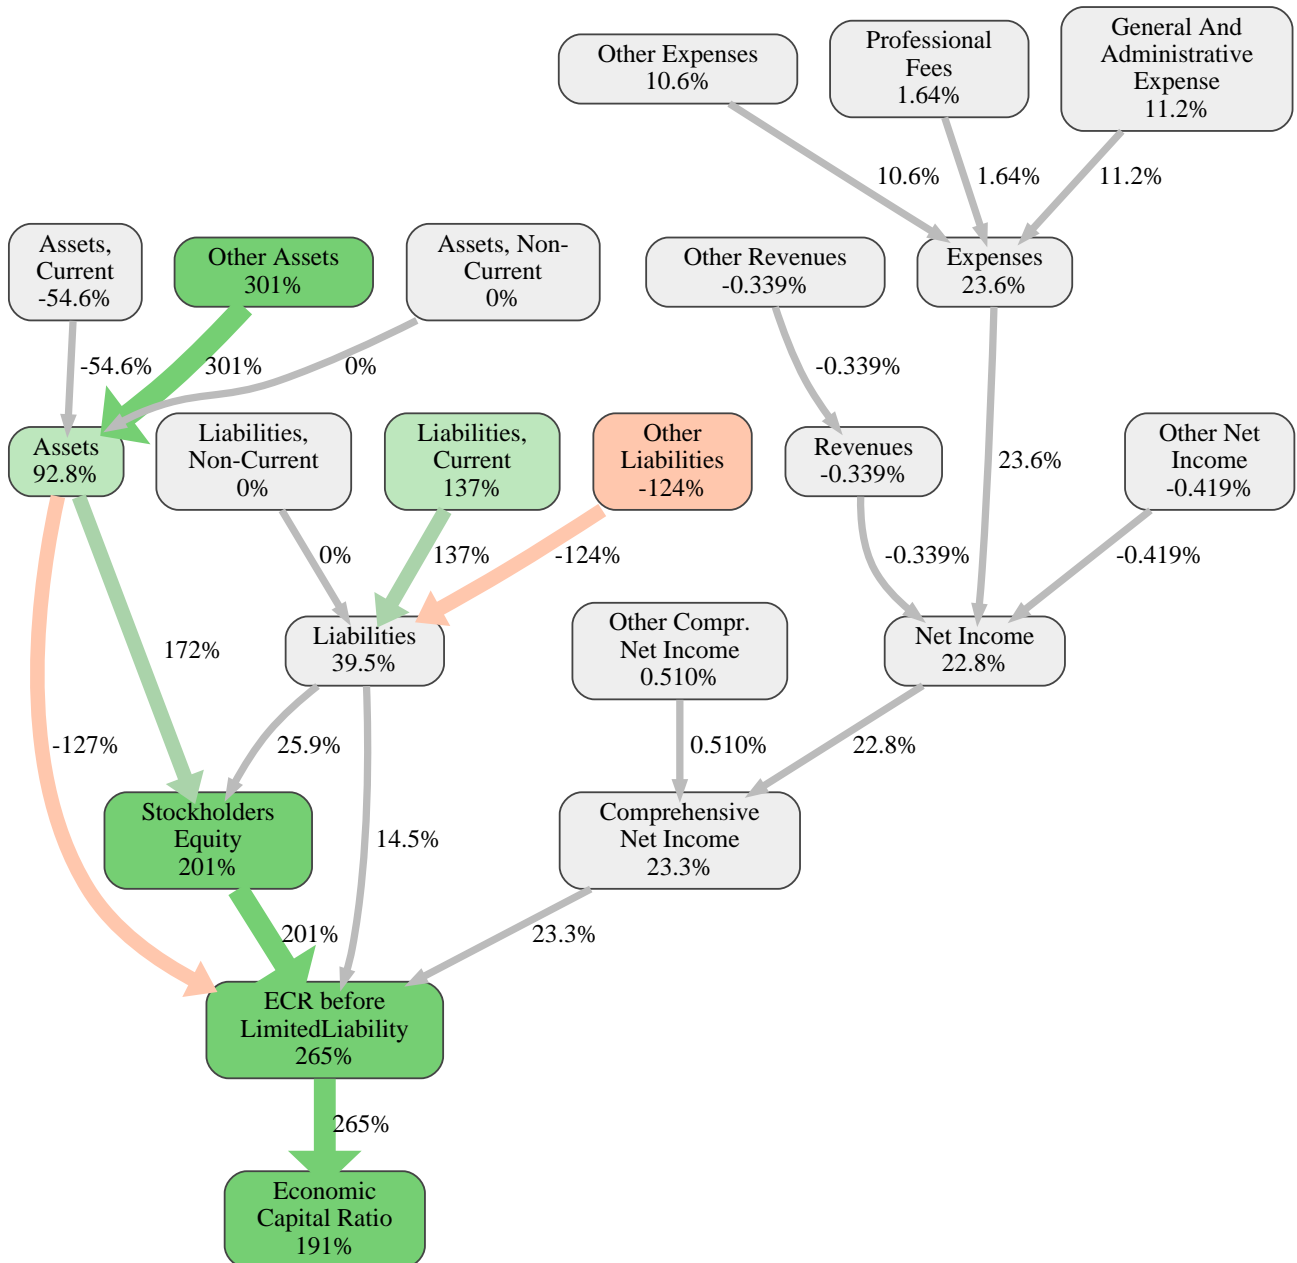 General And
Administrative
Expense
11.2%
Professional
Fees
1.64%
Other Expenses
10.6%
10.6%
1.64%
11.2%
Assets,
Current
-54.6%
Other Assets
301%
Assets, Non-
Current
0%
Other Revenues
-0.339%
Expenses
23.6%
-54.6%
301%
0%
-0.339%
Assets
92.8%
Liabilities,
Non-Current
0%
Liabilities,
Current
137%
Other
Liabilities
-124%
Revenues
-0.339%
23.6%
Other Net
Income
-0.419%
0%
137%
-124%
-0.339%
-0.419%
172%
Liabilities
39.5%
Other Compr.
Net Income
0.510%
Net Income
22.8%
-127%
25.9%
0.510%
22.8%
Stockholders
Equity
201%
14.5%
Comprehensive
Net Income
23.3%
201%
23.3%
ECR before
LimitedLiability
265%
265%
Economic
Capital Ratio
191%